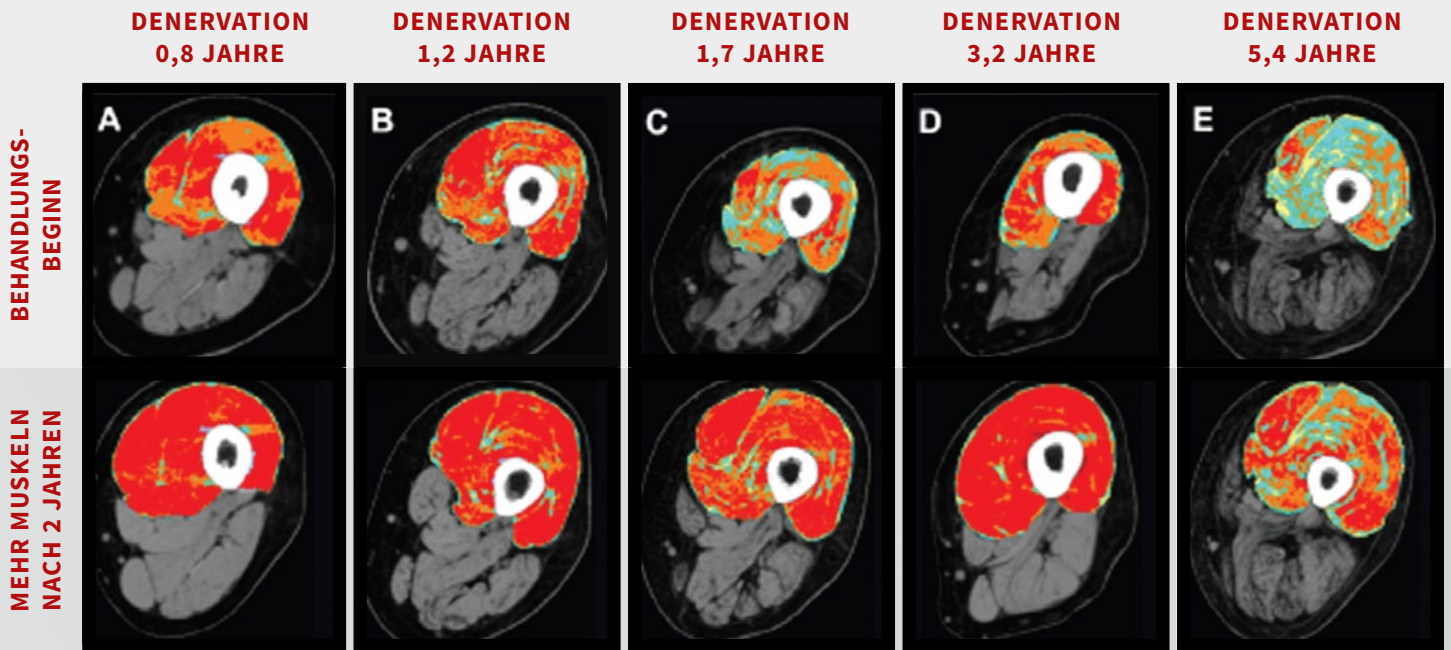 DENERVATION
0,8 JAHRE
DENERVATION
1,2 JAHRE
DENERVATION
1,7 JAHRE
DENERVATION
3,2 JAHRE
DENERVATION
5,4 JAHRE
BEHANDLUNGS-
BEGINN
A
B
C
D
E
MEHR MUSKELN
NACH 2 JAHREN